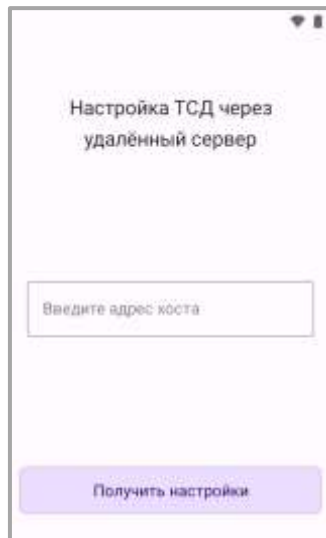 Настройка ТСД через
удалённый сервер
Введите адрес хоста
Получить настройки